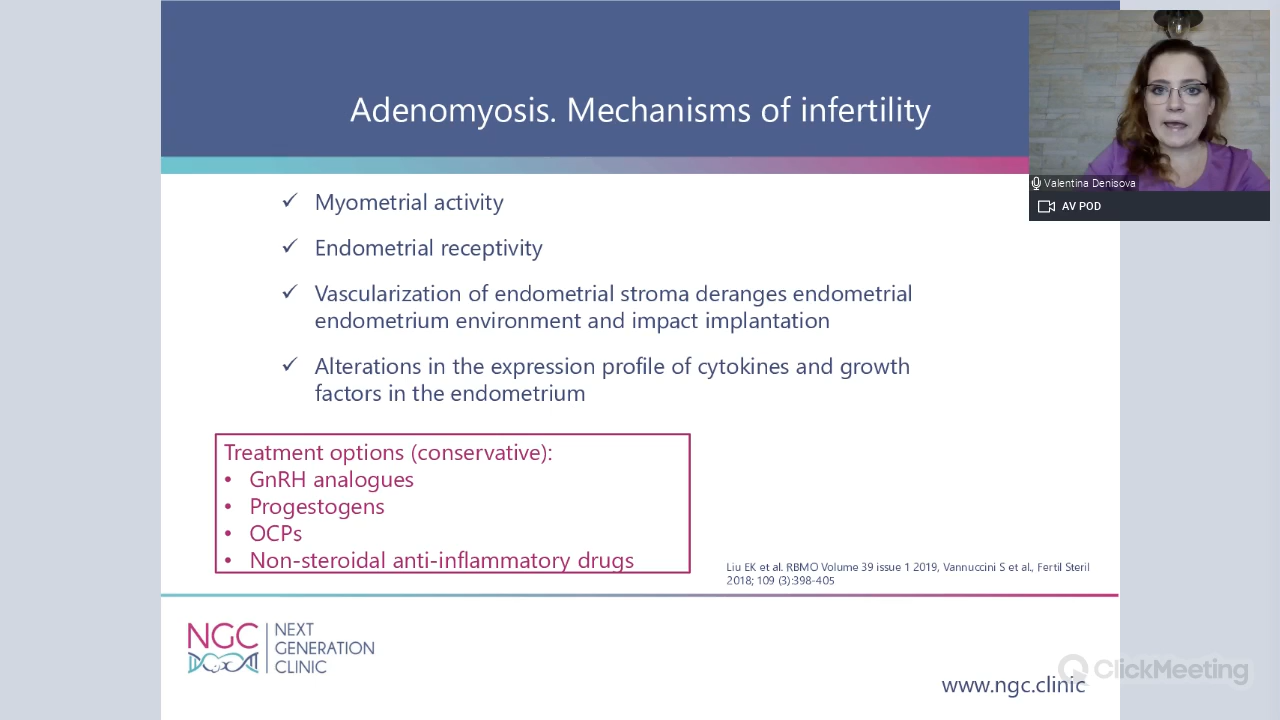 Adenomyosis. Mechanisms of infertility
Valentina Denisova
AV POD
✓ Myometrial activity
✓ Endometrial receptivity
✓ Vascularization of endometrial stroma deranges endometrial
endometrium environment and impact implantation
✓ Alterations in the expression profile of cytokines and growth
factors in the endometrium
Treatment options (conservative):
• GnRH analogues
• Progestogens
• OCPs
• Non-steroidal anti-inflammatory drugs
Liu EK et al. RBMO Volume 39 issue 1 2019, Vannuccini S et al., Fertil Steril
2018; 109 (3):398-405
NGC
NEXT
GENERATION
CLINIC
ClickMeeting
www.ngc.clinic